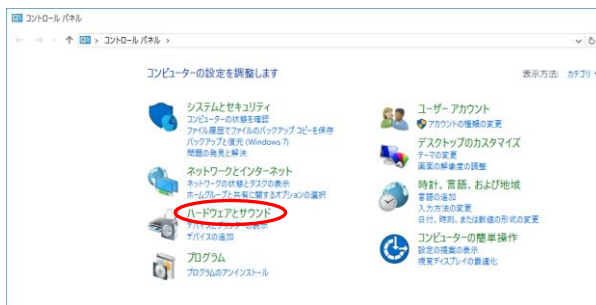 コントロール パネル
コントロール パネル
コンピューターの設定を調整します
表示方法: カテゴリ
システムとセキュリティ
コンピューターの状態を確認
ファイル履歴でファイルのバックアップ コピーを保存
バックアップと復元 (Windows 7)
問題の発見と解決
ネットワークとインターネット
ネットワークの状態とタスクの表示
ホームグループと共有に関するオプションの選択
ハードウェアとサウンド
デバイスとプリンターの表示
デバイスの追加
プログラム
プログラムのアンインストール
ユーザー アカウント
アカウントの種類の変更
デスクトップのカスタマイズ
テーマの変更
画面の解像度の調整
時計、言語、および地域
言語の追加
入力方法の変更
日付、時刻、または数値の形式の変更
コンピューターの簡単操作
設定の提案の表示
視覚ディスプレイの最適化